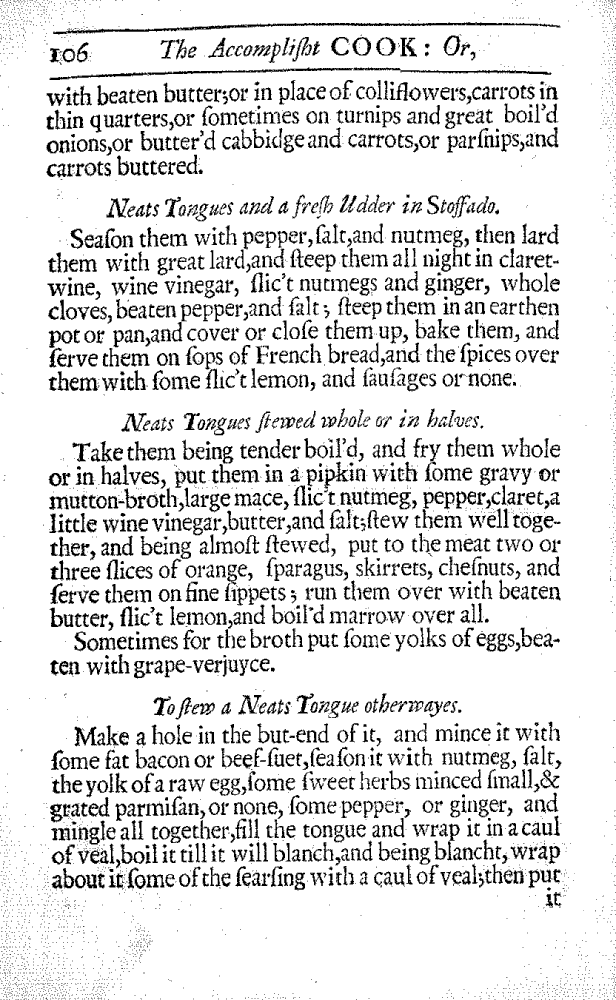 106 The Accompliſht COOK: Or,
with beaten butter;or in place of colliflowers,carrots in
thin quarters,or ſometimes on turnips and great boil'd
onions,or butter'd cabbidge and carrots,or parſnips,and
carrots buttered.
Neats Tongues and a freſh Udder in Stoffado.
Seaſon them with pepper,ſalt,and nutmeg, then lard
them with great lard,and ſteep them all night in claret-
wine, wine vinegar, ſlic't nutmegs and ginger, whole
cloves, beaten pepper,and ſalt; ſteep them in an earthen
pot or pan,and cover or cloſe them up, bake them, and
ſerve them on ſops of French bread,and the ſpices over
them with ſome ſlic't lemon, and ſauſages or none.
Neats Tongues ſtewed whole or in halves.
Take them being tender boil'd, and fry them whole
or in halves, put them in a pipkin with ſome gravy or
mutton-broth,large mace, ſlic't nutmeg, pepper,claret,a
little wine vinegar,butter,and ſalt;ſtew them well toge-
ther, and being almoſt ſtewed, put to the meat two or
three ſlices of orange, ſparagus, skirrets, cheſnuts, and
ſerve them on fine ſippets; run them over with beaten
butter, ſlic't lemon,and boil'd marrow over all.
Sometimes for the broth put ſome yolks of eggs,bea-
ten with grape-verjuyce.
To ſtew a Neats Tongue otherwayes.
Make a hole in the but-end of it, and mince it with
ſome fat bacon or beef-ſuet,ſeaſon it with nutmeg, ſalt,
the yolk of a raw egg,ſome ſweet herbs minced ſmall,&
grated parmiſan, or none, ſome pepper, or ginger, and
mingle all together,fill the tongue and wrap it in a caul
of veal,boil it till it will blanch,and being blancht, wrap
about it ſome of the ſearſing with a caul of veal;then put
it